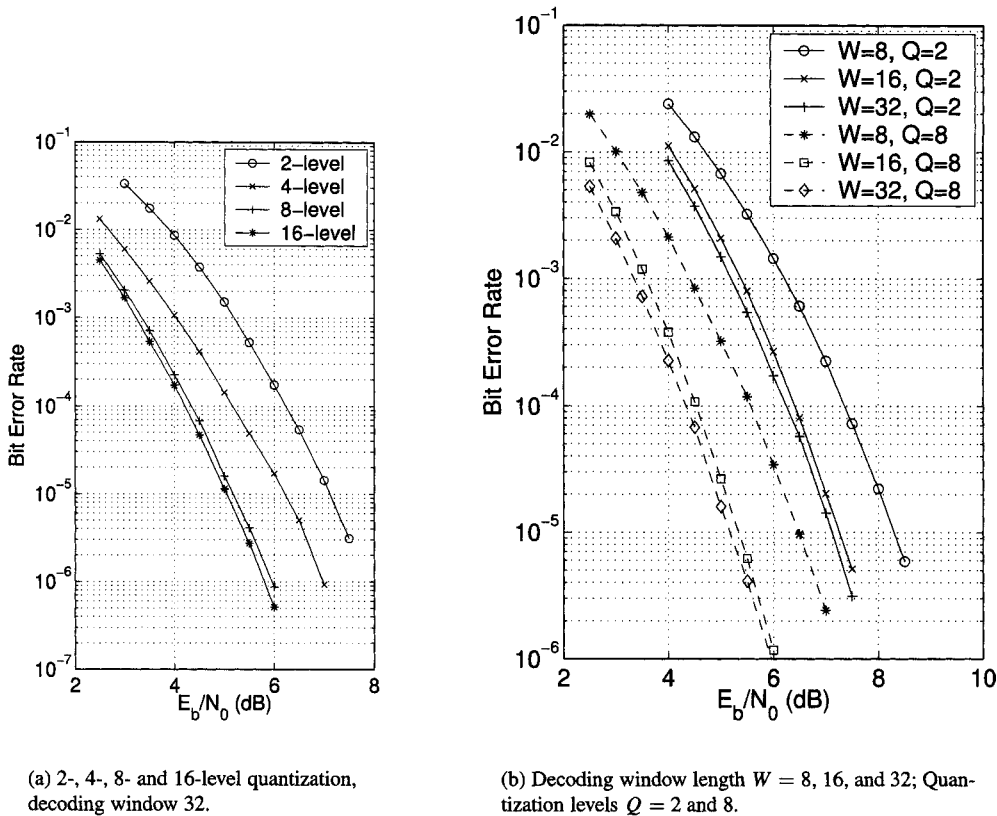 10^-1
10^-2
10^-3
10^-4
10^-5
10^-6
10^-7
Bit Error Rate
2 4 6 8
E_b/N_0 (dB)
2−level
4−level
8−level
16−level
(a) 2-, 4-, 8- and 16-level quantization,
decoding window 32.
10^-1
10^-2
10^-3
10^-4
10^-5
10^-6
Bit Error Rate
2 4 6 8 10
E_b/N_0 (dB)
W=8, Q=2
W=16, Q=2
W=32, Q=2
W=8, Q=8
W=16, Q=8
W=32, Q=8
(b) Decoding window length W = 8, 16, and 32; Quan-
tization levels Q = 2 and 8.